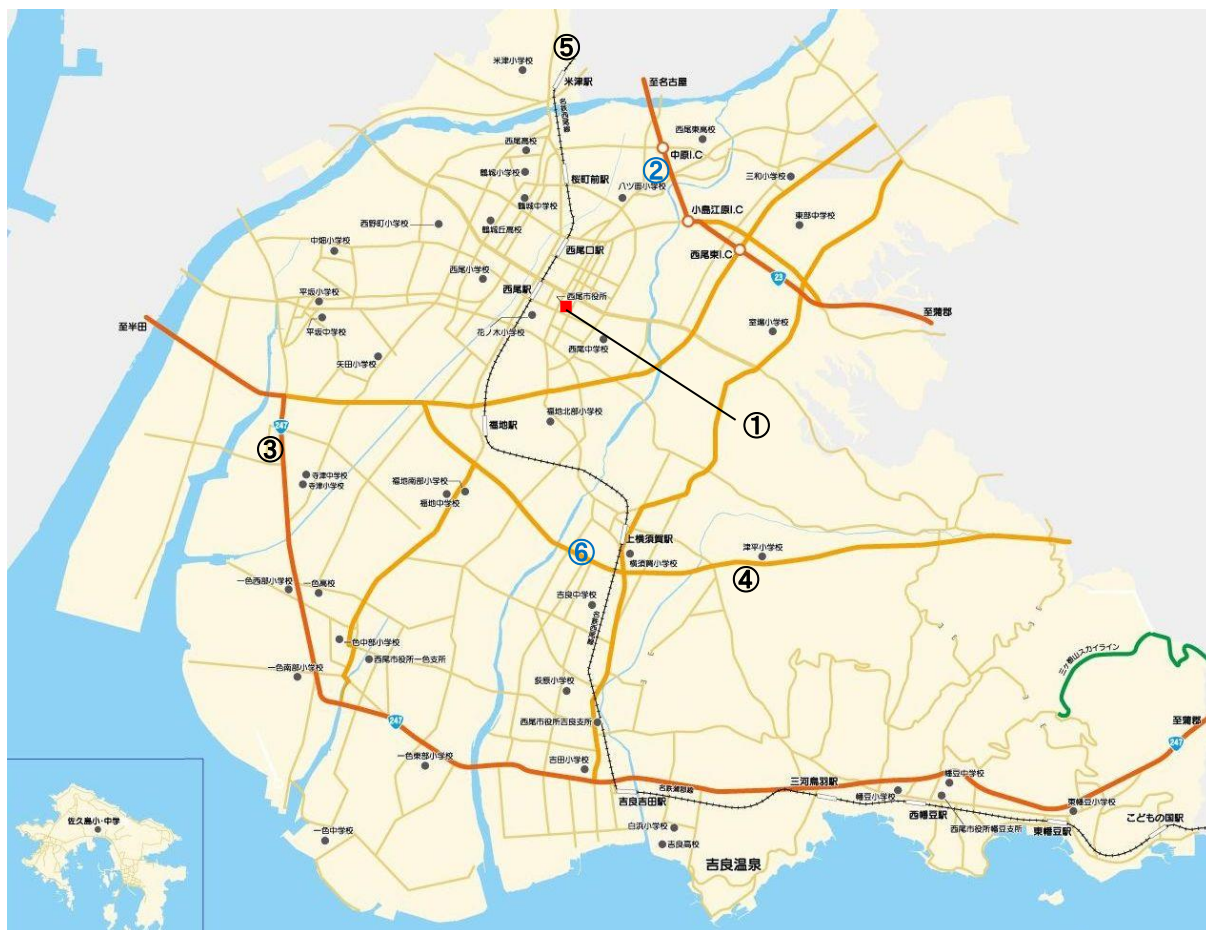 ⑤
米津小学校
米津駅
至名古屋
名鉄西尾線
西尾東高校
西尾高校
中原I.C
②
鶴城小学校
桜町前駅
三和小学校
八ツ面小学校
鶴城中学校
小島江原I.C
東部中学校
西野町小学校
鶴城丘高校
中畑小学校
西尾口駅
西尾東I.C
西尾小学校
23
西尾駅
西尾市役所
平坂小学校
至蒲郡
花ノ木小学校
室場小学校
至半田
平坂中学校
西尾中学校
矢田小学校
福地北部小学校
福地駅
①
247
③
寺津中学校
寺津小学校
福地南部小学校
福地中学校
上横須賀駅
津平小学校
⑥
横須賀小学校
④
一色西部小学校
一色高校
吉良中学校
名鉄西尾線
一色中部小学校
西尾市役所一色支所
三ヶ根山スカイライン
一色南部小学校
荻原小学校
247
西尾市役所吉良支所
至蒲郡
247
一色東部小学校
吉田小学校
三河鳥羽駅
幡豆中学校
名鉄蒲郡線
吉良吉田駅
幡豆小学校
東幡豆小学校
西幡豆駅
こどもの国駅
佐久島小・中学
白浜小学校
西尾市役所幡豆支所
東幡豆駅
一色中学校
吉良高校
吉良温泉